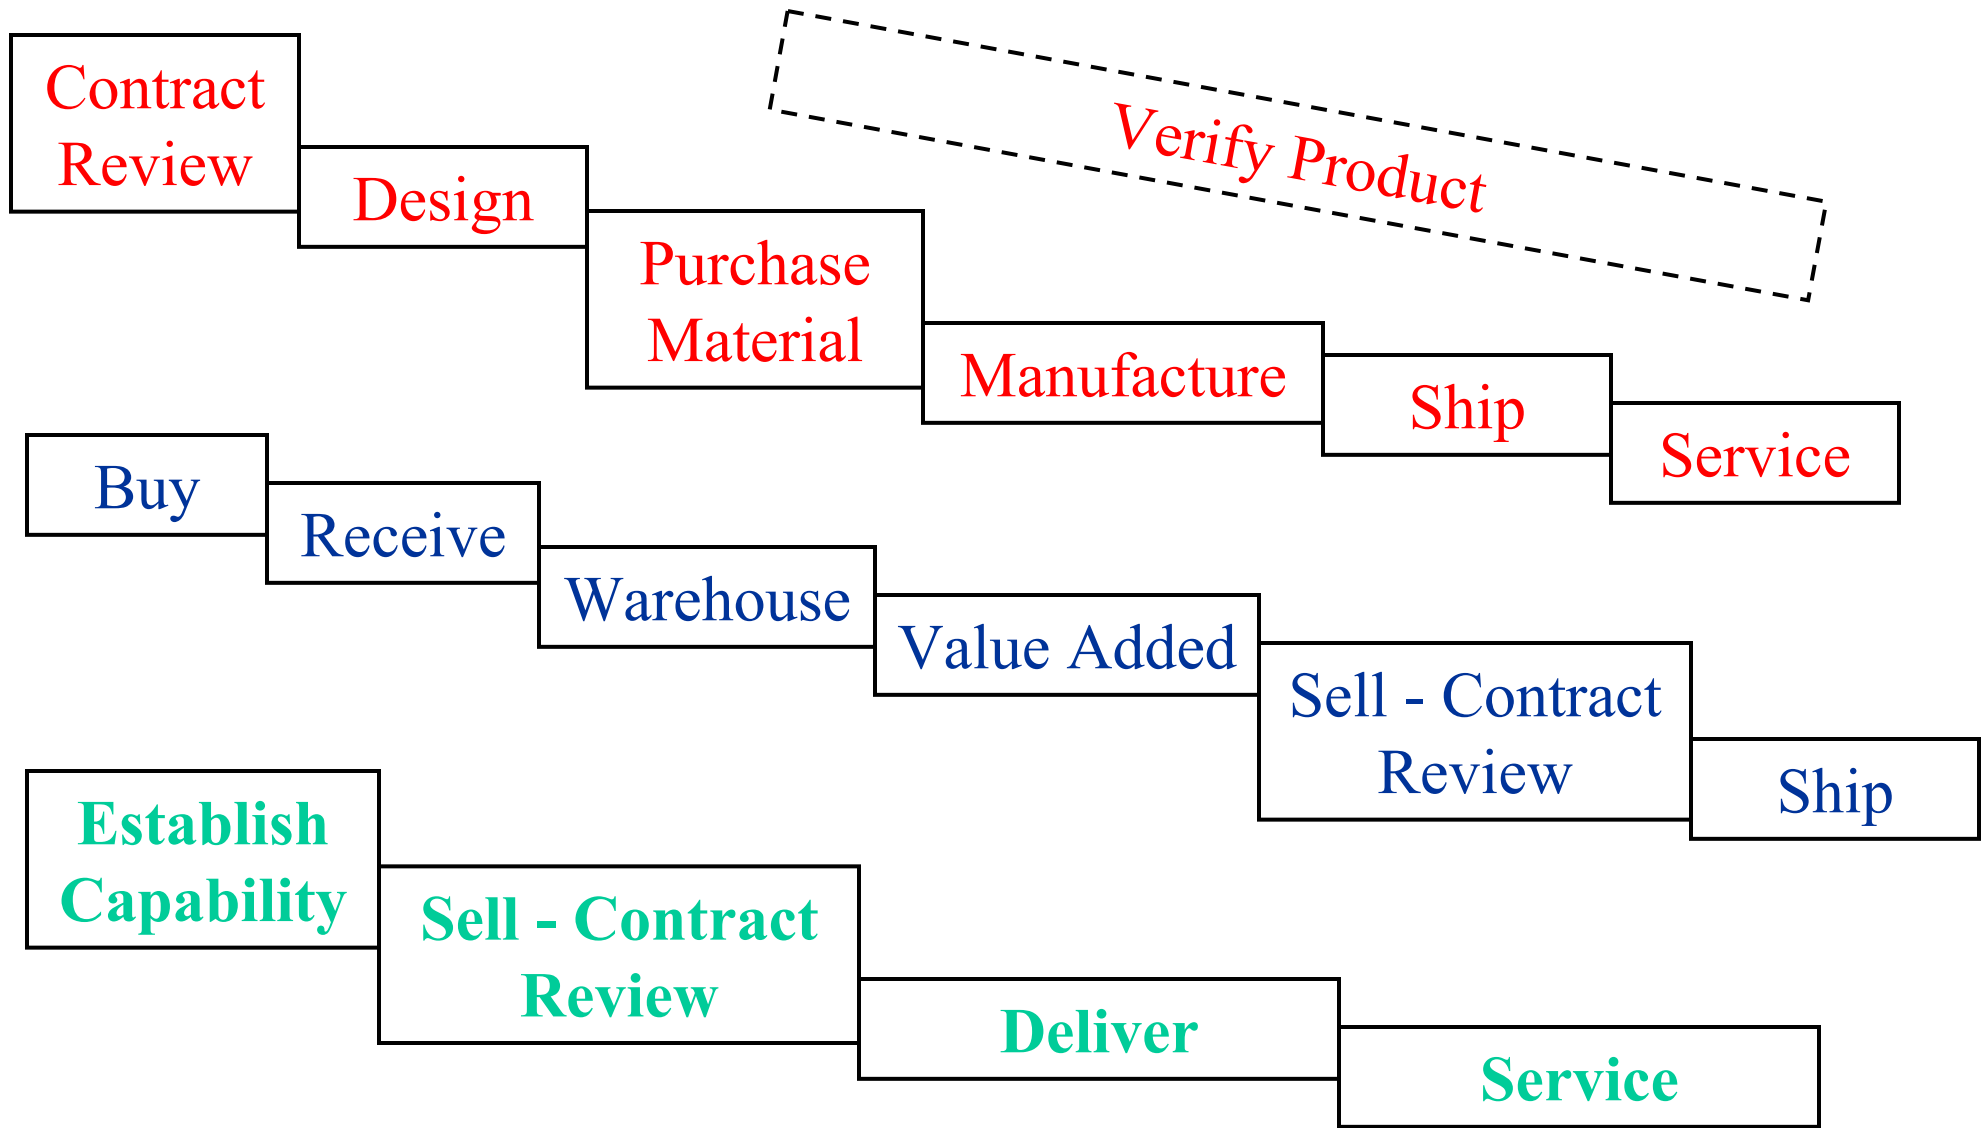 Contract
Review
Design
Purchase
Material
Manufacture
Ship
Service
Verify Product
Buy
Receive
Warehouse
Value Added
Sell - Contract
Review
Ship
Establish
Capability
Sell - Contract
Review
Deliver
Service